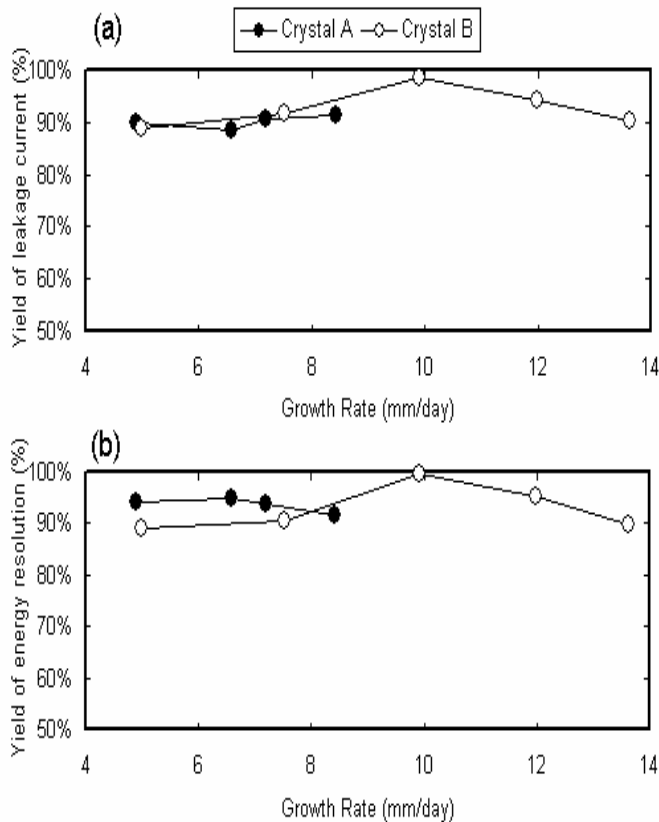 (a)
Crystal A Crystal B
Yield of leakage current (%)
100%
90%
80%
70%
60%
50%
4 6 8 10 12 14
Growth Rate (mm/day)
(b)
Yield of energy resolution (%)
100%
90%
80%
70%
60%
50%
4 6 8 10 12 14
Growth Rate (mm/day)